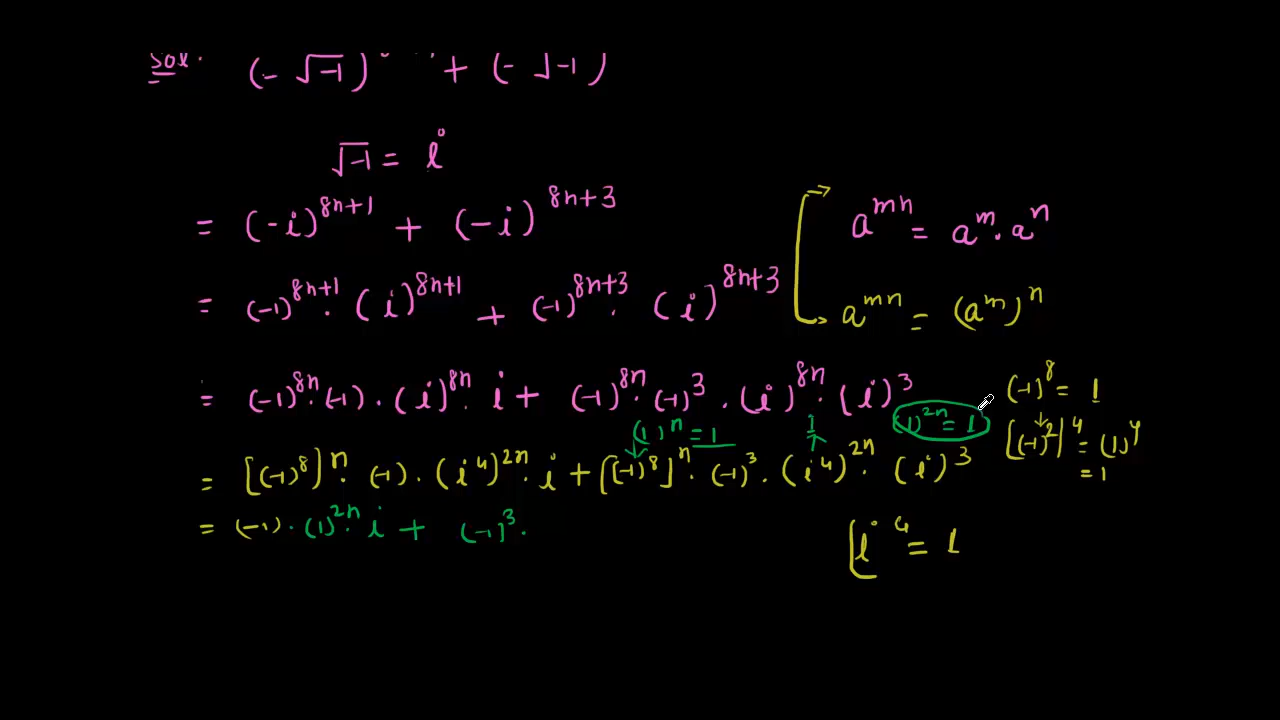 Sol. (- √-1) + (- √-1)
√-1 = i
= (-i)^{8n+1} + (-i)^{8n+3}
a^{mn} = a^m . a^n
= (-1)^{8n+1} . (i)^{8n+1} + (-1)^{8n+3} . (i)^{8n+3}
a^{mn} = (a^m)^n
= (-1)^{8n} . (-1) . (i)^{8n} . i + (-1)^{8n} . (-1)^3 . (i)^{8n} . (i)^3
(-1)^8 = 1
(1)^n = 1
1
(1)^{2n} = 1
[(-1)^2]^4 = (1)^4
= 1
= [(-1)^8]^n . (-1) . (i^4)^{2n} . i + [(-1)^8]^n . (-1)^3 . (i^4)^{2n} . (i)^3
= (-1) . (1)^{2n} . i + (-1)^3 .
[i^4 = 1